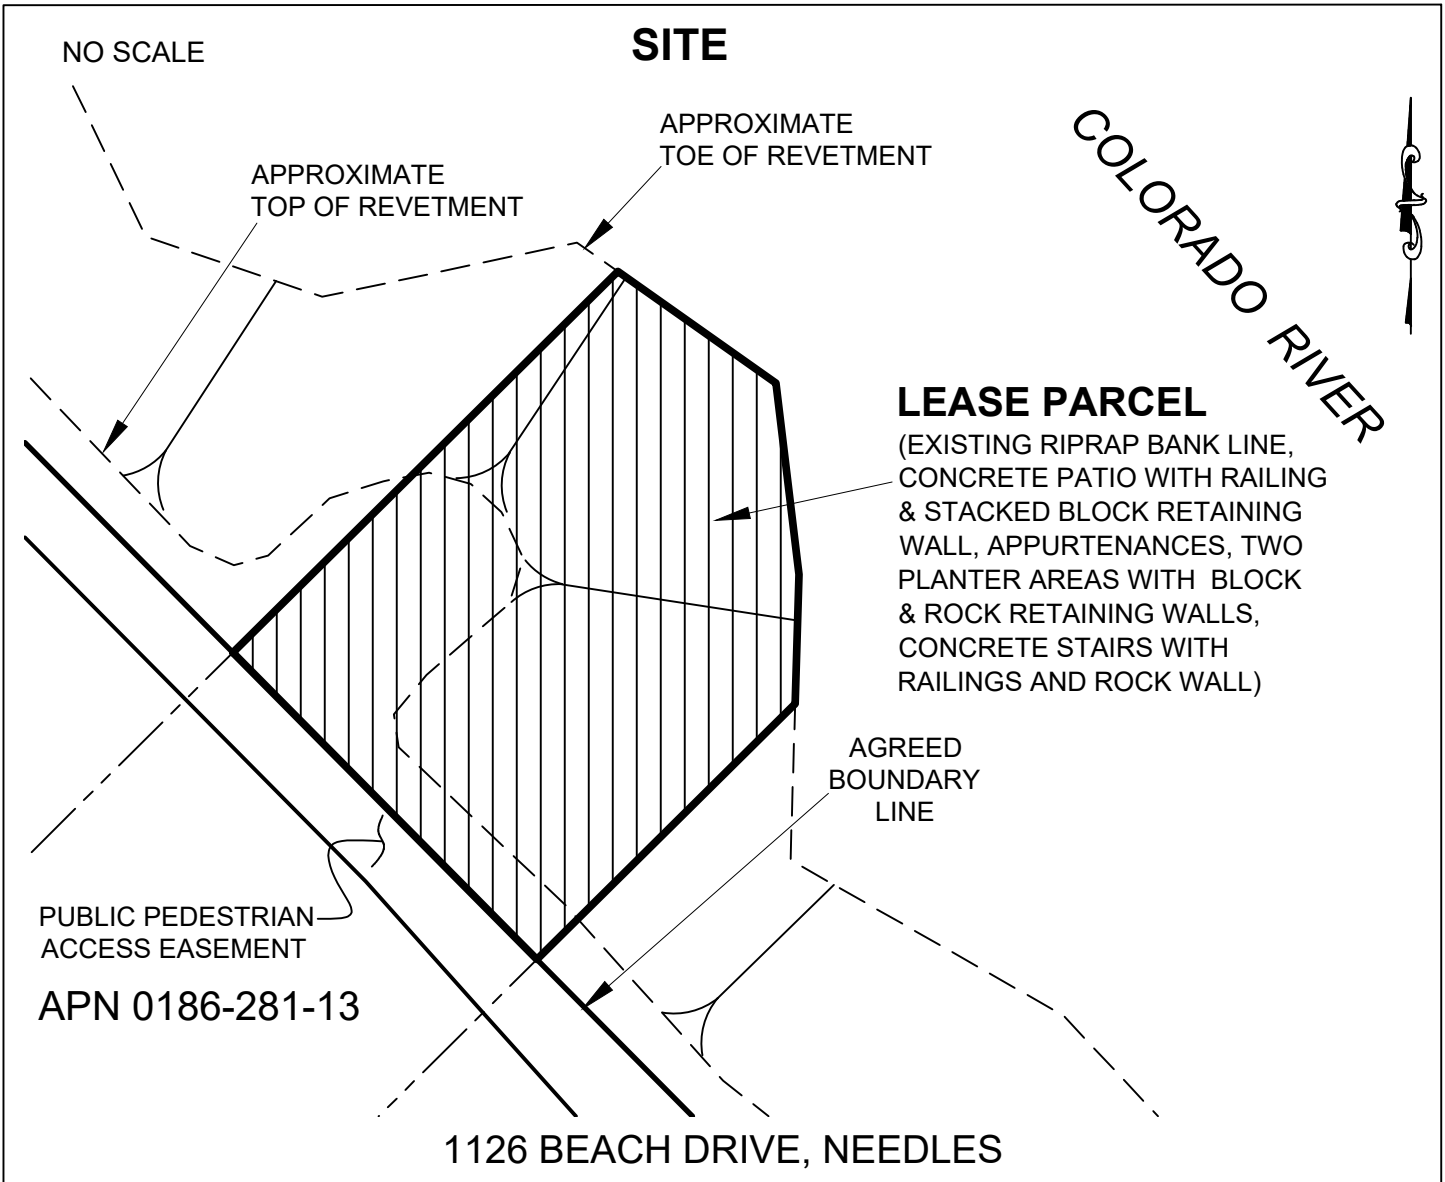 NO SCALE
SITE
APPROXIMATE
TOE OF REVETMENT
APPROXIMATE
TOP OF REVETMENT
COLORADO RIVER
LEASE PARCEL
(EXISTING RIPRAP BANK LINE,
CONCRETE PATIO WITH RAILING
& STACKED BLOCK RETAINING
WALL, APPURTENANCES, TWO
PLANTER AREAS WITH BLOCK
& ROCK RETAINING WALLS,
CONCRETE STAIRS WITH
RAILINGS AND ROCK WALL)
AGREED
BOUNDARY
LINE
PUBLIC PEDESTRIAN
ACCESS EASEMENT
APN 0186-281-13
1126 BEACH DRIVE, NEEDLES